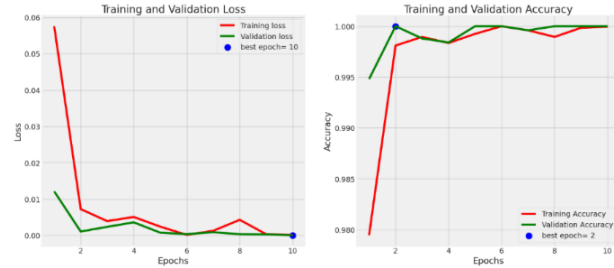 Training and Validation Loss
0.06
0.05
0.04
0.03
0.02
0.01
0.00
Loss
2
4
6
8
10
Epochs
Training loss
Validation loss
best epoch= 10
Training and Validation Accuracy
1.000
0.995
0.990
0.985
0.980
Accuracy
2
4
6
8
10
Epochs
Training Accuracy
Validation Accuracy
best epoch= 2